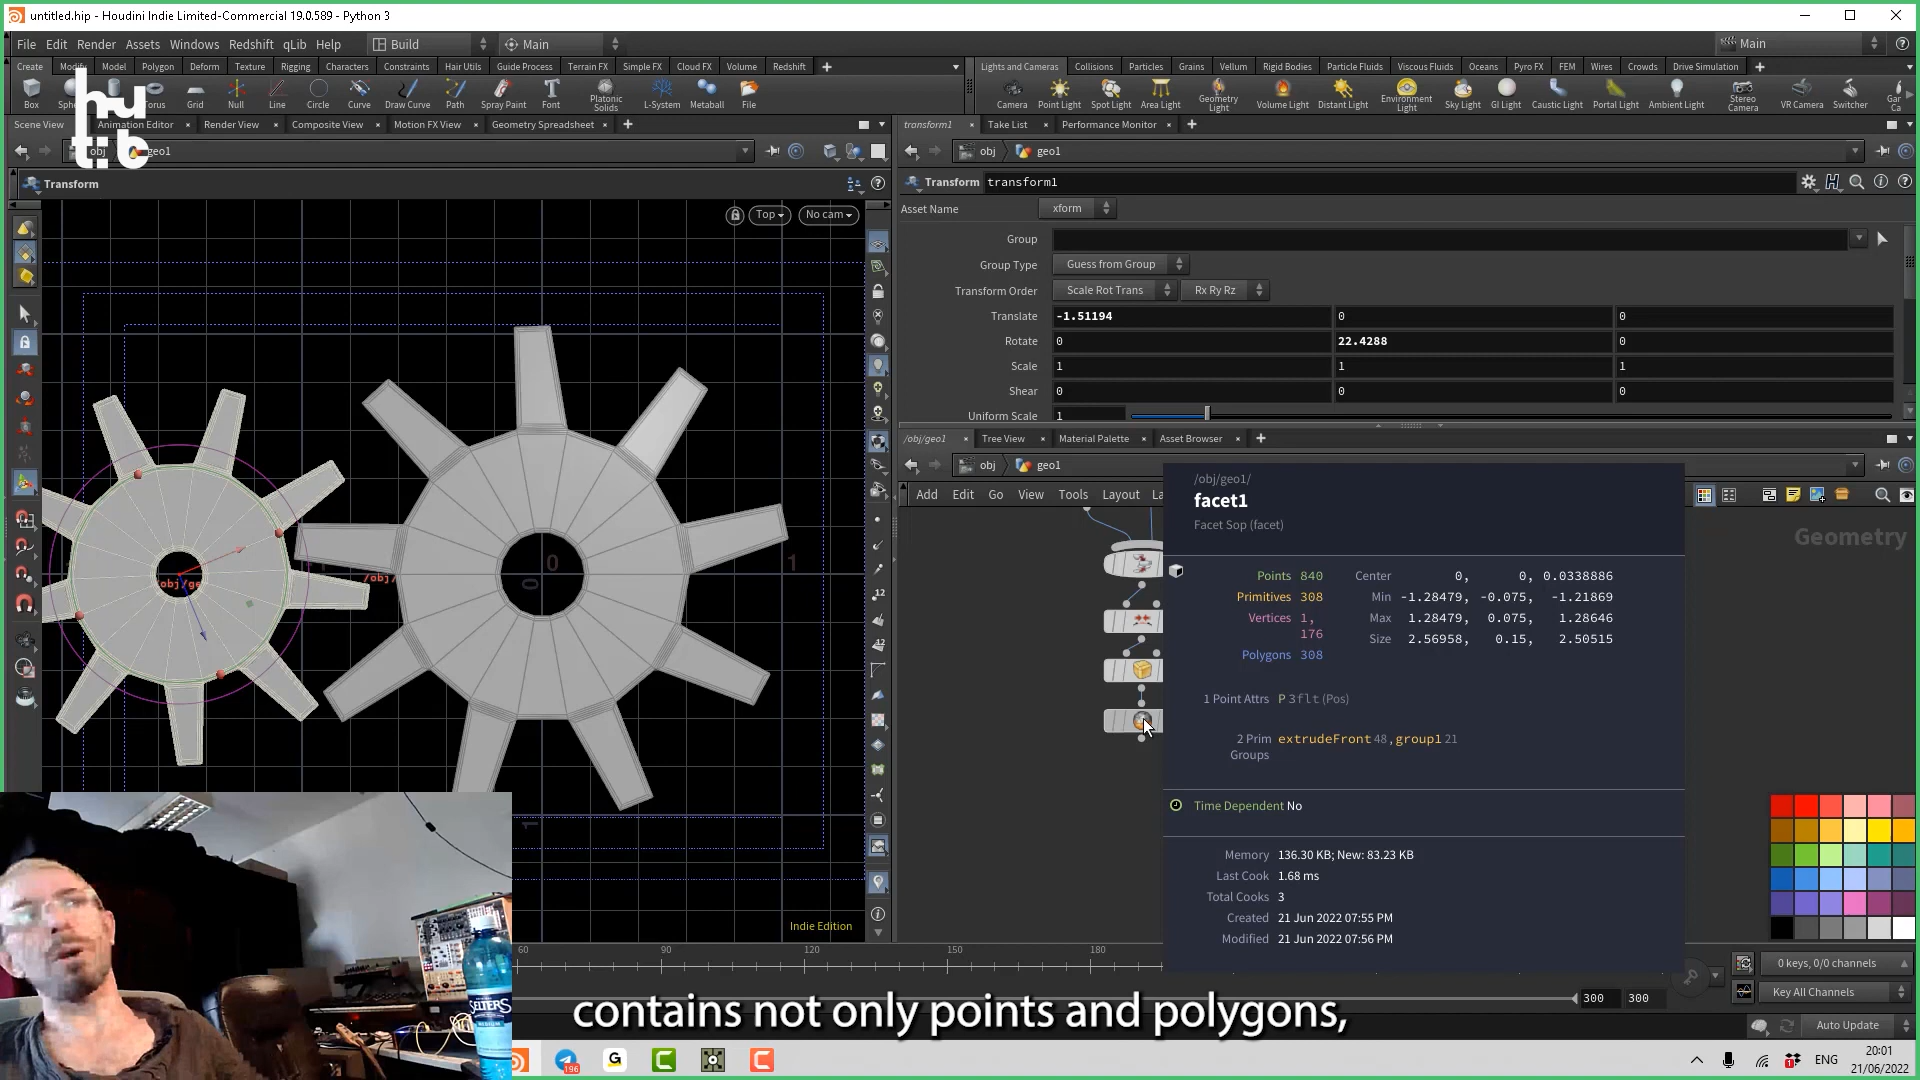 untitled.hip - Houdini Indie Limited-Commercial 19.0.589 - Python 3
File Edit Render Assets Windows Redshift qLib Help Build Main Main
Create Modify Model Polygon Deform Texture Rigging Characters Constraints Hair Utils Guide Process Terrain FX Simple FX Cloud FX Volume Redshift
Lights and Cameras Collisions Particles Grains Vellum Rigid Bodies Particle Fluids Viscous Fluids Oceans Pyro FX FEM Wires Crowds Drive Simulation
Box Torus Grid Null Line Circle Curve Draw Curve Path Spray Paint Font Platonic Solids L-System Metaball File
Camera Point Light Spot Light Area Light Geometry Light Volume Light Distant Light Environment Light Sky Light GI Light Caustic Light Portal Light Ambient Light Stereo Camera VR Camera Switcher
hu
ti:b
Scene View Animation Editor Render View Composite View Motion FX View Geometry Spreadsheet
transform1 Take List Performance Monitor
obj geo1
obj geo1
Transform
Transform transform1
Asset Name xform
Top No cam
Group
Group Type Guess from Group
Transform Order Scale Rot Trans Rx Ry Rz
Translate -1.51194 0 0
Rotate 0 22.4288 0
Scale 1 1 1
Shear 0 0 0
Uniform Scale 1
/obj/geo1 Tree View Material Palette Asset Browser
obj geo1
Add Edit Go View Tools Layout La
Geometry
/obj/geo1/
facet1
Facet Sop (facet)
Points 840 Center 0, 0, 0.0338886
Primitives 308 Min -1.28479, -0.075, -1.21869
Vertices 1, 176 Max 1.28479, 0.075, 1.28646
Size 2.56958, 0.15, 2.50515
Polygons 308
1 Point Attrs P 3flt (Pos)
2 Prim Groups extrudeFront 48, group1 21
Time Dependent No
Memory 136.30 KB; New: 83.23 KB
Last Cook 1.68 ms
Total Cooks 3
Created 21 Jun 2022 07:55 PM
Modified 21 Jun 2022 07:56 PM
0
0
1
1
/obj/
Indie Edition
60 90 120 150 180
0 keys, 0/0 channels
300 300
Key All Channels
Auto Update
SELTERS
contains not only points and polygons,
196
G
C
C
1
ENG
20:01
21/06/2022